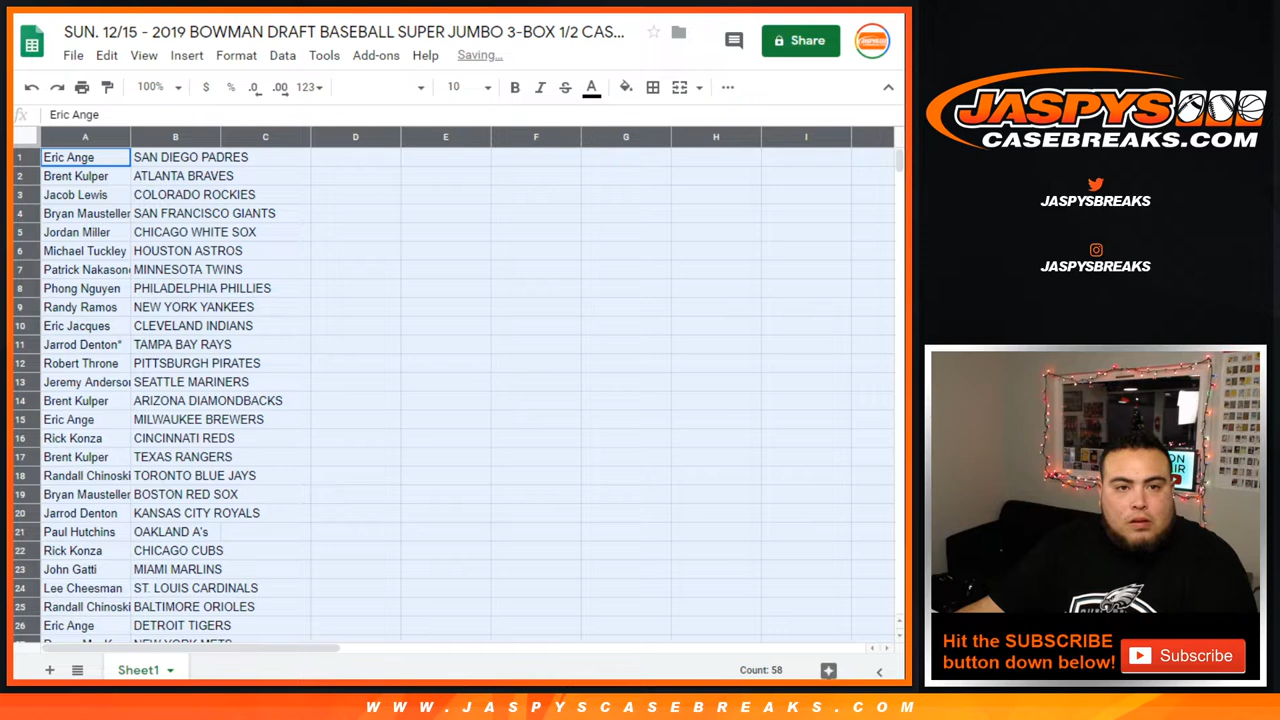 SUN. 12/15 - 2019 BOWMAN DRAFT BASEBALL SUPER JUMBO 3-BOX 1/2 CAS...
File Edit View Insert Format Data Tools Add-ons Help Saving...
Share
100% $ % .0 .00 123 10 B I S A
fx Eric Ange
A B C D E F G H I
1 Eric Ange SAN DIEGO PADRES
2 Brent Kulper ATLANTA BRAVES
3 Jacob Lewis COLORADO ROCKIES
4 Bryan Mausteller SAN FRANCISCO GIANTS
5 Jordan Miller CHICAGO WHITE SOX
6 Michael Tuckley HOUSTON ASTROS
7 Patrick Nakasone MINNESOTA TWINS
8 Phong Nguyen PHILADELPHIA PHILLIES
9 Randy Ramos NEW YORK YANKEES
10 Eric Jacques CLEVELAND INDIANS
11 Jarrod Denton* TAMPA BAY RAYS
12 Robert Throne PITTSBURGH PIRATES
13 Jeremy Anderson SEATTLE MARINERS
14 Brent Kulper ARIZONA DIAMONDBACKS
15 Eric Ange MILWAUKEE BREWERS
16 Rick Konza CINCINNATI REDS
17 Brent Kulper TEXAS RANGERS
18 Randall Chinoski TORONTO BLUE JAYS
19 Bryan Mausteller BOSTON RED SOX
20 Jarrod Denton KANSAS CITY ROYALS
21 Paul Hutchins OAKLAND A's
22 Rick Konza CHICAGO CUBS
23 John Gatti MIAMI MARLINS
24 Lee Cheesman ST. LOUIS CARDINALS
25 Randall Chinoski BALTIMORE ORIOLES
26 Eric Ange DETROIT TIGERS
NEW YORK METS
Sheet1
Count: 58
JASPYS
CASEBREAKS.COM
JASPYSBREAKS
JASPYSBREAKS
ON
AIR
Hit the SUBSCRIBE
button down below!
Subscribe
WWW.JASPYSCASEBREAKS.COM